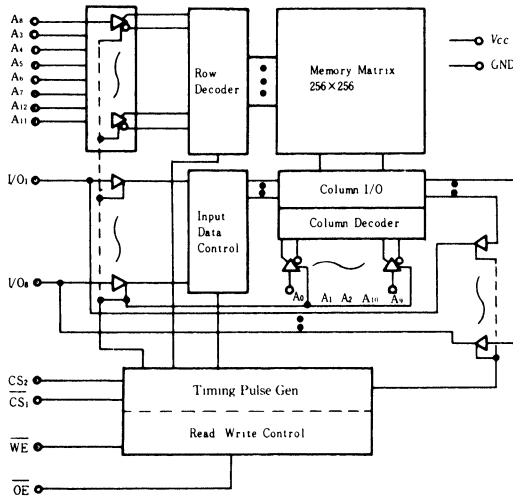 A8
A3
A4
A5
A6
A7
A12
A11
Row
Decoder
Memory Matrix
256×256
Vcc
GND
I/O1
I/O8
Input
Data
Control
Column I/O
Column Decoder
A0 A1 A2 A10 A9
CS2
CS1
WE
OE
Timing Pulse Gen
Read Write Control